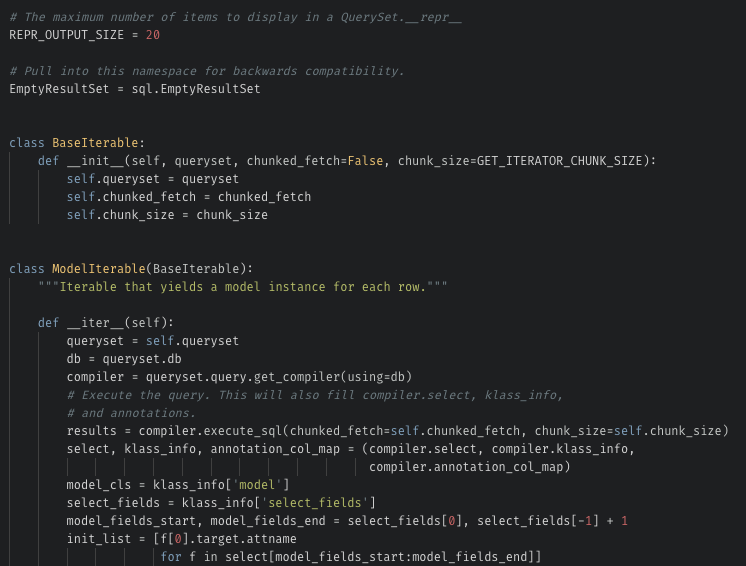 # The maximum number of items to display in a QuerySet.__repr__
REPR_OUTPUT_SIZE = 20

# Pull into this namespace for backwards compatibility.
EmptyResultSet = sql.EmptyResultSet


class BaseIterable:
    def __init__(self, queryset, chunked_fetch=False, chunk_size=GET_ITERATOR_CHUNK_SIZE):
        self.queryset = queryset
        self.chunked_fetch = chunked_fetch
        self.chunk_size = chunk_size


class ModelIterable(BaseIterable):
    """Iterable that yields a model instance for each row."""

    def __iter__(self):
        queryset = self.queryset
        db = queryset.db
        compiler = queryset.query.get_compiler(using=db)
        # Execute the query. This will also fill compiler.select, klass_info,
        # and annotations.
        results = compiler.execute_sql(chunked_fetch=self.chunked_fetch, chunk_size=self.chunk_size)
        select, klass_info, annotation_col_map = (compiler.select, compiler.klass_info,
                                                  compiler.annotation_col_map)
        model_cls = klass_info['model']
        select_fields = klass_info['select_fields']
        model_fields_start, model_fields_end = select_fields[0], select_fields[-1] + 1
        init_list = [f[0].target.attname
                     for f in select[model_fields_start:model_fields_end]]